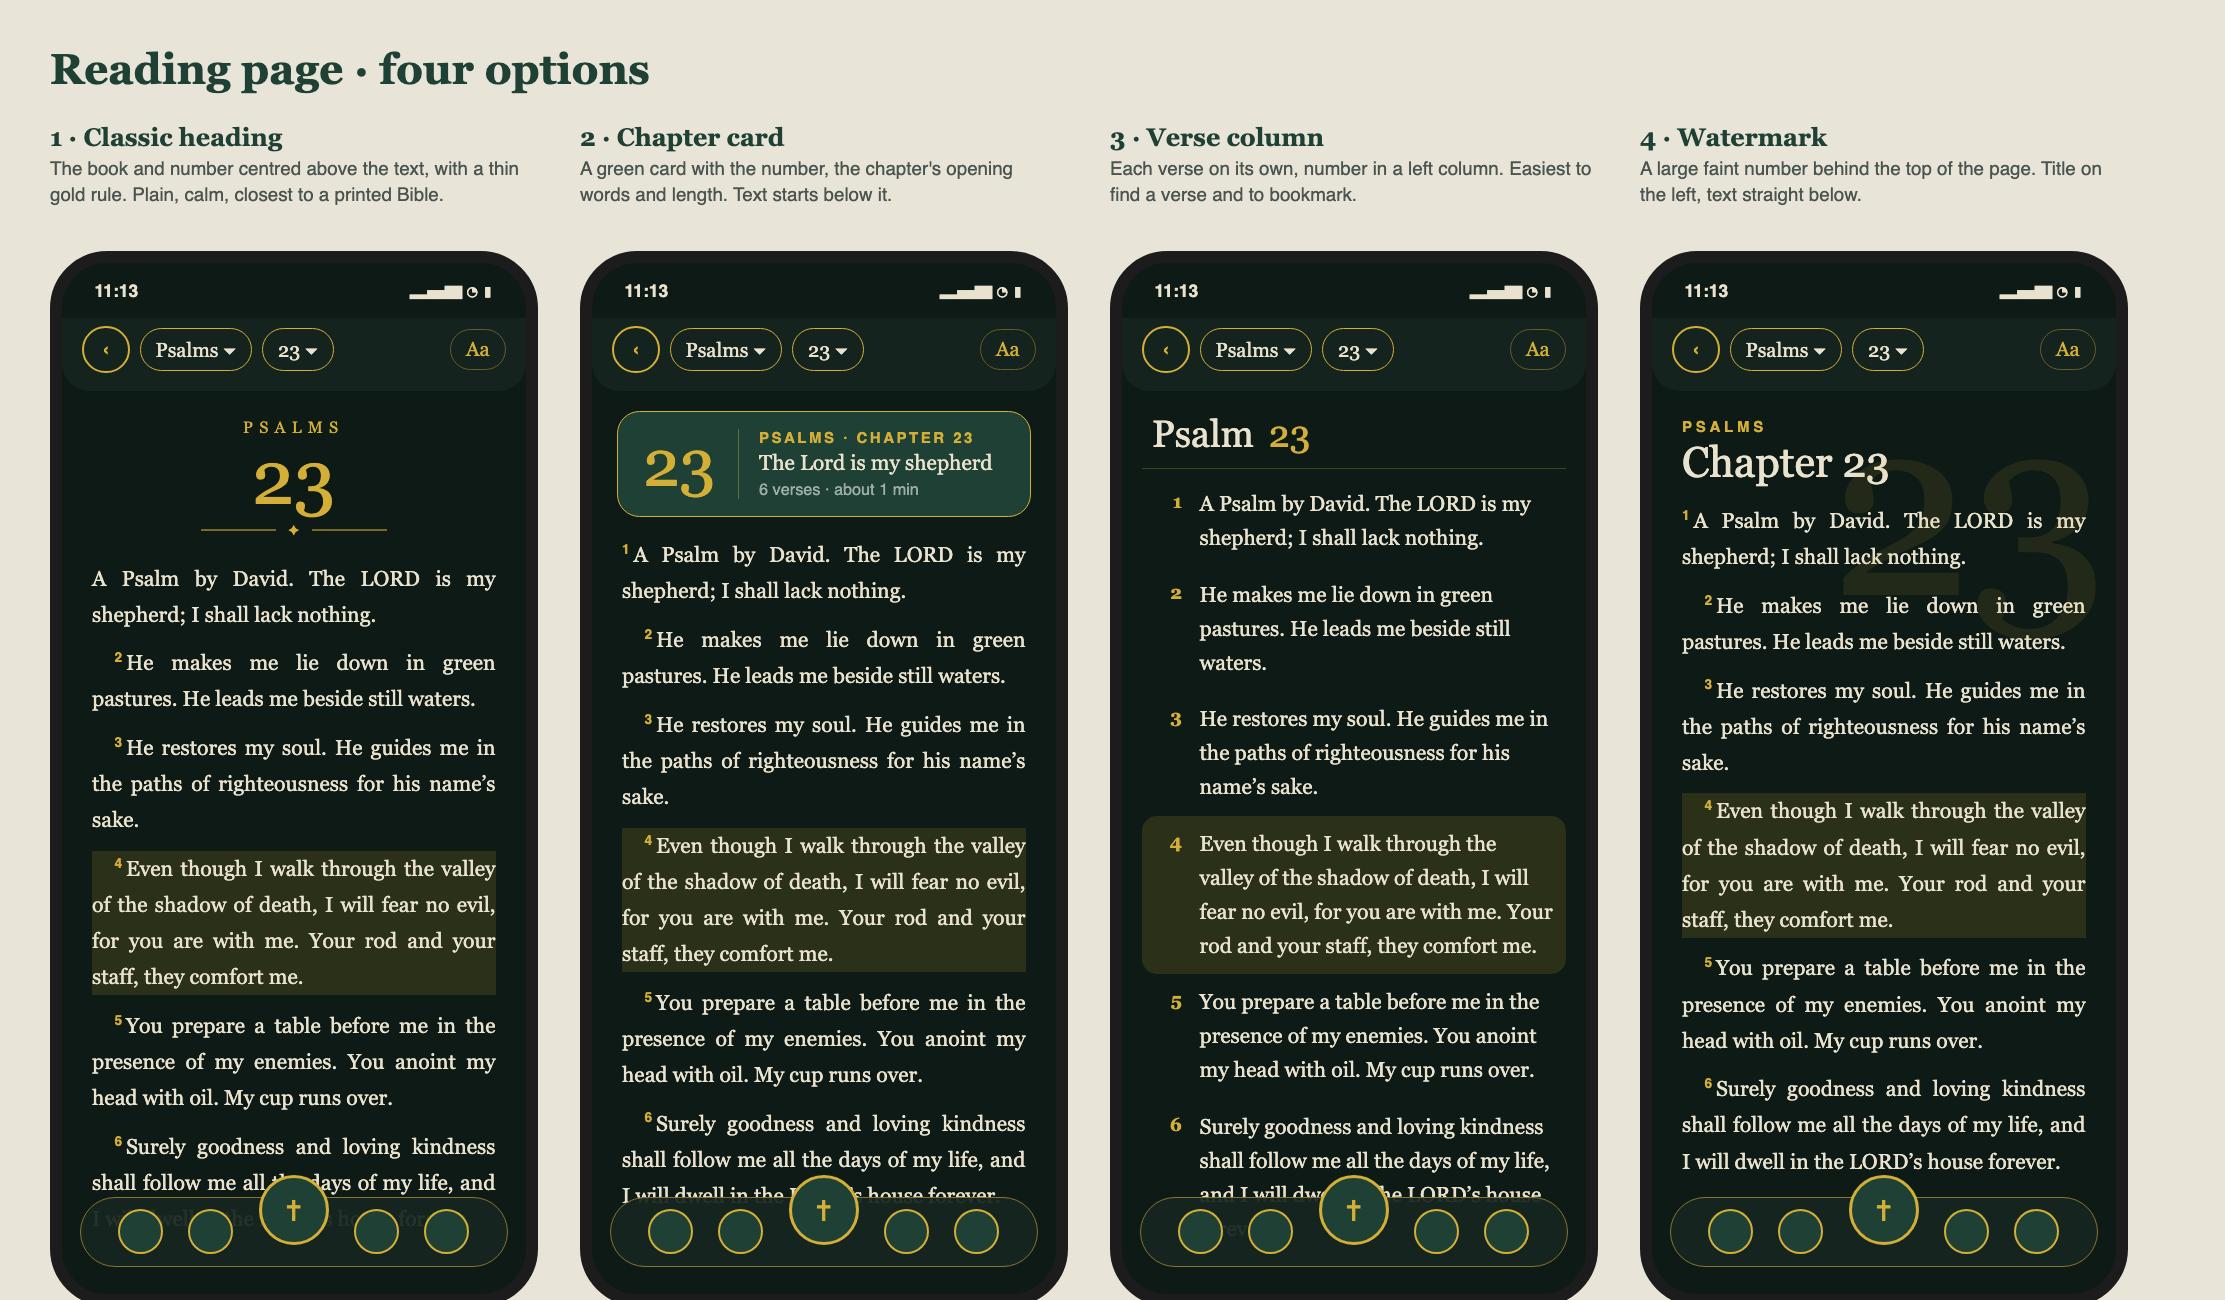 Reading page · four options
1 · Classic heading
The book and number centred above the text, with a thin
gold rule. Plain, calm, closest to a printed Bible.
11:13
‹
Psalms
23
Aa
PSALMS
23
A Psalm by David. The LORD is my
shepherd; I shall lack nothing.
2 He makes me lie down in green
pastures. He leads me beside still waters.
3 He restores my soul. He guides me in
the paths of righteousness for his name’s
sake.
4 Even though I walk through the valley
of the shadow of death, I will fear no evil,
for you are with me. Your rod and your
staff, they comfort me.
5 You prepare a table before me in the
presence of my enemies. You anoint my
head with oil. My cup runs over.
6 Surely goodness and loving kindness
shall follow me all days of my life, and
2 · Chapter card
A green card with the number, the chapter's opening
words and length. Text starts below it.
11:13
‹
Psalms
23
Aa
23
PSALMS · CHAPTER 23
The Lord is my shepherd
6 verses · about 1 min
1 A Psalm by David. The LORD is my
shepherd; I shall lack nothing.
2 He makes me lie down in green
pastures. He leads me beside still waters.
3 He restores my soul. He guides me in
the paths of righteousness for his name’s
sake.
4 Even though I walk through the valley
of the shadow of death, I will fear no evil,
for you are with me. Your rod and your
staff, they comfort me.
5 You prepare a table before me in the
presence of my enemies. You anoint my
head with oil. My cup runs over.
6 Surely goodness and loving kindness
shall follow me all the days of my life, and
I will dwell in the house forever.
3 · Verse column
Each verse on its own, number in a left column. Easiest to
find a verse and to bookmark.
11:13
‹
Psalms
23
Aa
Psalm 23
1 A Psalm by David. The LORD is my
shepherd; I shall lack nothing.
2 He makes me lie down in green
pastures. He leads me beside still
waters.
3 He restores my soul. He guides me in
the paths of righteousness for his
name’s sake.
4 Even though I walk through the
valley of the shadow of death, I will
fear no evil, for you are with me. Your
rod and your staff, they comfort me.
5 You prepare a table before me in the
presence of my enemies. You anoint
my head with oil. My cup runs over.
6 Surely goodness and loving kindness
shall follow me all the days of my life,
and I will the LORD’s house
4 · Watermark
A large faint number behind the top of the page. Title on
the left, text straight below.
11:13
‹
Psalms
23
Aa
PSALMS
Chapter 23
23
1 A Psalm by David. The LORD is my
shepherd; I shall lack nothing.
2 He makes me lie down in green
pastures. He leads me beside still waters.
3 He restores my soul. He guides me in
the paths of righteousness for his name’s
sake.
4 Even though I walk through the valley
of the shadow of death, I will fear no evil,
for you are with me. Your rod and your
staff, they comfort me.
5 You prepare a table before me in the
presence of my enemies. You anoint my
head with oil. My cup runs over.
6 Surely goodness and loving kindness
shall follow me all the days of my life, and
I will dwell in the LORD’s house forever.